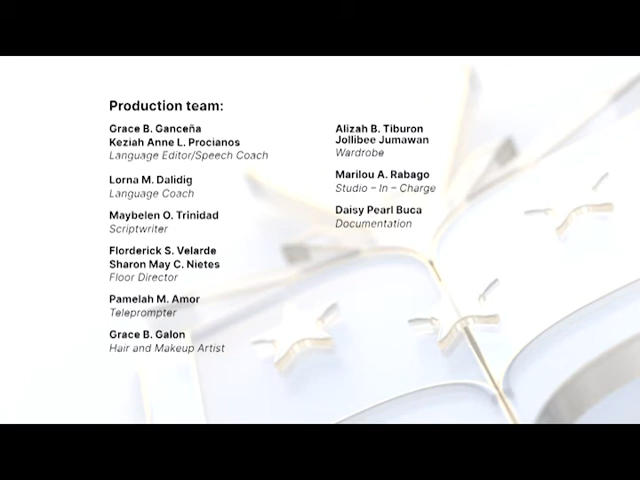 Production team:
Grace B. Ganceña
Keziah Anne L. Procianos
Language Editor/Speech Coach
Lorna M. Dalidig
Language Coach
Maybelen O. Trinidad
Scriptwriter
Florderick S. Velarde
Sharon May C. Nietes
Floor Director
Pamelah M. Amor
Teleprompter
Grace B. Galon
Hair and Makeup Artist
Alizah B. Tiburon
Jollibee Jumawan
Wardrobe
Marilou A. Rabago
Studio – In – Charge
Daisy Pearl Buca
Documentation